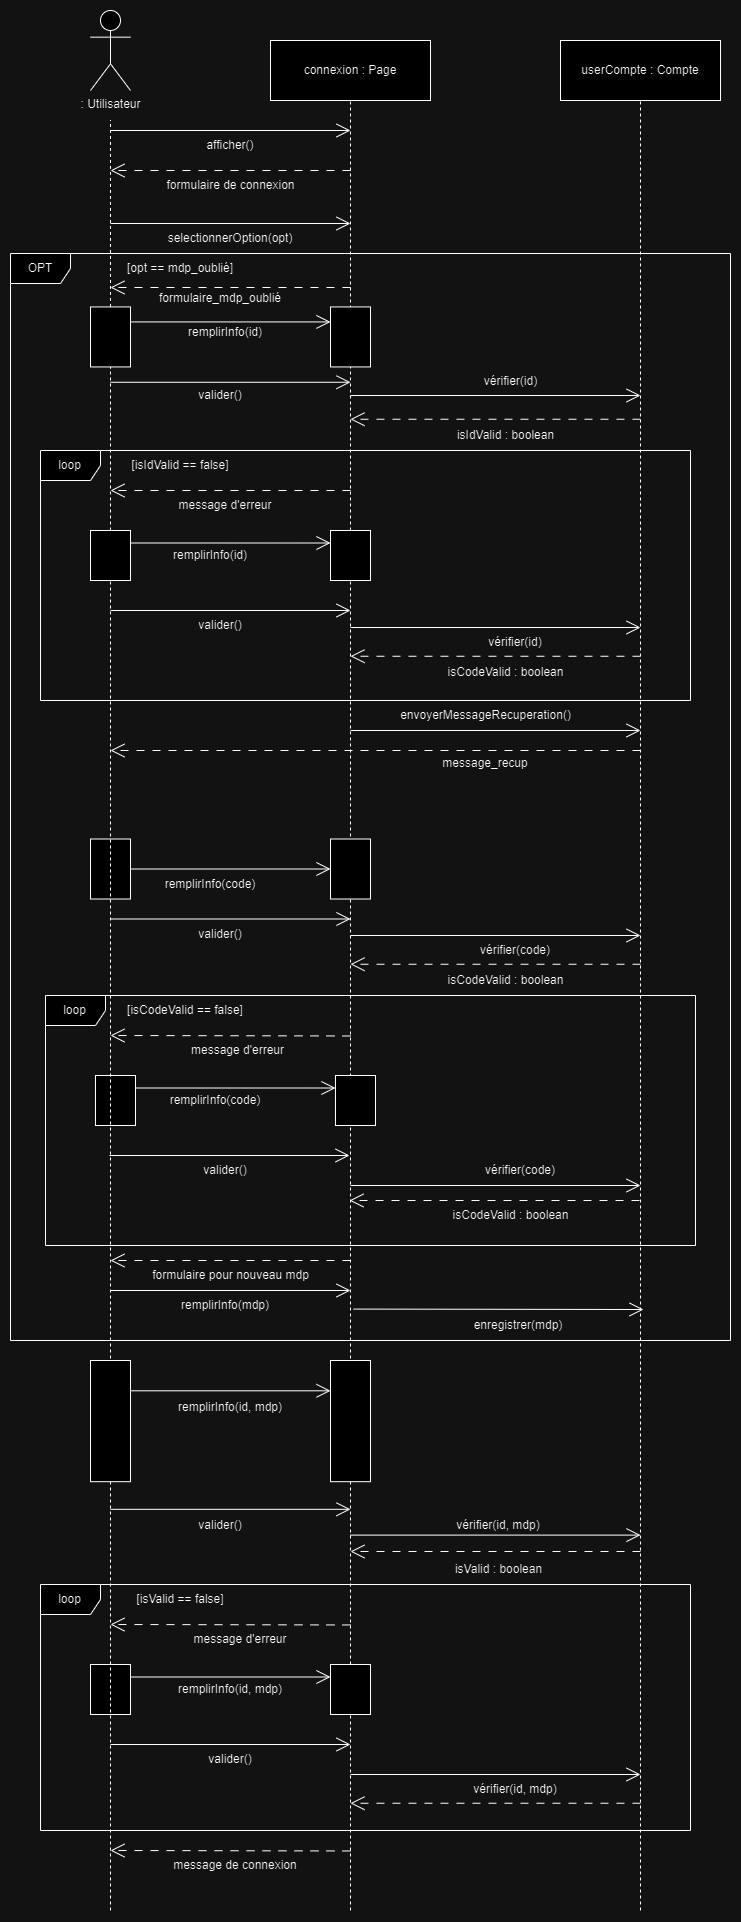 : Utilisateur
connexion : Page
userCompte : Compte
afficher()
formulaire de connexion
selectionnerOption(opt)
OPT
[opt == mdp_oublié]
formulaire_mdp_oublié
remplirInfo(id)
valider()
vérifier(id)
isIdValid : boolean
loop
[isIdValid == false]
message d'erreur
remplirInfo(id)
valider()
vérifier(id)
isCodeValid : boolean
envoyerMessageRecuperation()
message_recup
remplirInfo(code)
valider()
vérifier(code)
isCodeValid : boolean
loop
[isCodeValid == false]
message d'erreur
remplirInfo(code)
valider()
vérifier(code)
isCodeValid : boolean
formulaire pour nouveau mdp
remplirInfo(mdp)
enregistrer(mdp)
remplirInfo(id, mdp)
valider()
vérifier(id, mdp)
isValid : boolean
loop
[isValid == false]
message d'erreur
remplirInfo(id, mdp)
valider()
vérifier(id, mdp)
message de connexion